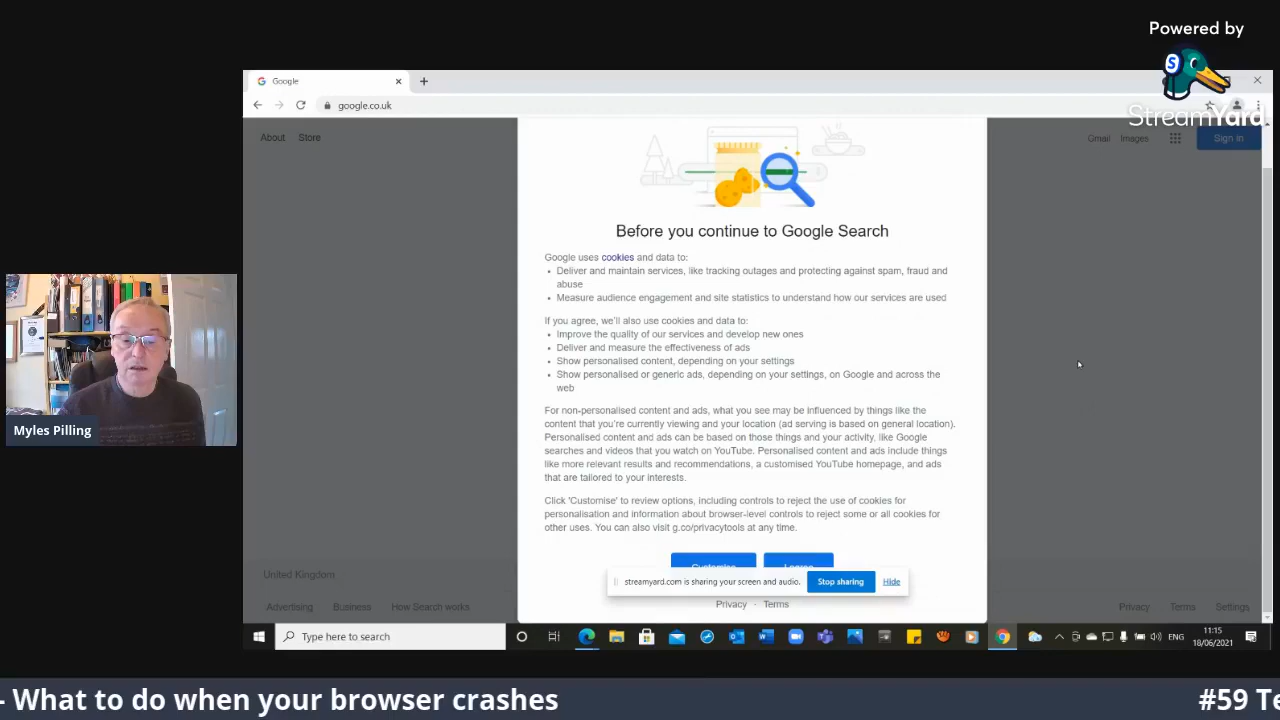 Powered by
StreamYard
Google
google.co.uk
About Store
Gmail Images Sign in
Before you continue to Google Search
Google uses cookies and data to:
• Deliver and maintain services, like tracking outages and protecting against spam, fraud and
abuse
• Measure audience engagement and site statistics to understand how our services are used
If you agree, we'll also use cookies and data to:
• Improve the quality of our services and develop new ones
• Deliver and measure the effectiveness of ads
• Show personalised content, depending on your settings
• Show personalised or generic ads, depending on your settings, on Google and across the
web
For non-personalised content and ads, what you see may be influenced by things like the
content that you're currently viewing and your location (ad serving is based on general location).
Personalised content and ads can be based on those things and your activity, like Google
searches and videos that you watch on YouTube. Personalised content and ads include things
like more relevant results and recommendations, a customised YouTube homepage, and ads
that are tailored to your interests.
Click 'Customise' to review options, including controls to reject the use of cookies for
personalisation and information about browser-level controls to reject some or all cookies for
other uses. You can also visit g.co/privacytools at any time.
Customise I agree
streamyard.com is sharing your screen and audio. Stop sharing Hide
Privacy · Terms
United Kingdom
Advertising Business How Search works
Privacy Terms Settings
Myles Pilling
Type here to search
ENG
11:15
18/06/2021
- What to do when your browser crashes
#59 Te